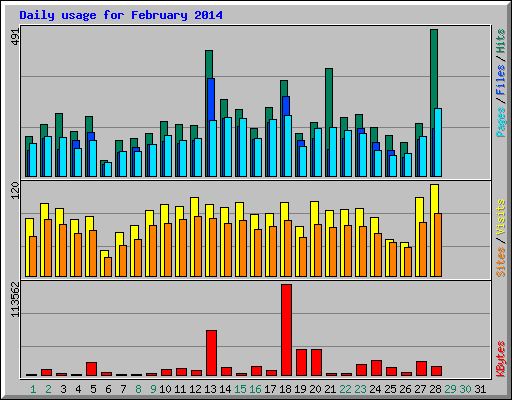 Daily usage for February 2014
491
Pages / Files / Hits
120
Sites / Visits
113562
KBytes
1 2 3 4 5 6 7 8 9 10 11 12 13 14 15 16 17 18 19 20 21 22 23 24 25 26 27 28 29 30 31